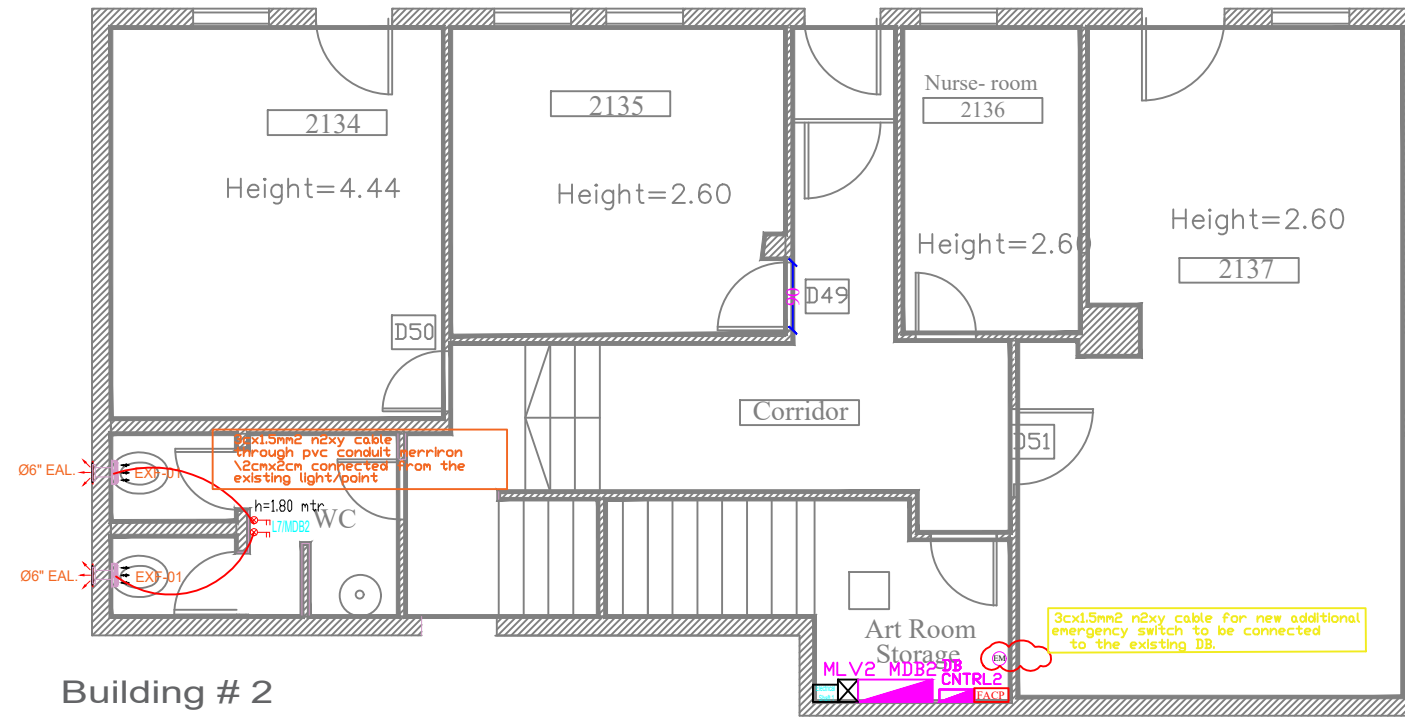 2134
Height=4.44
2135
Height=2.60
Nurse- room
2136
Height=2.60
Height=2.60
2137
D50
90
D49
D51
Corridor
3cx1.5mm2 n2xy cable
through pvc conduit merriron
\2cmx2cm connected from the
existing light/point
Ø6" EAL.
EXF-01
h=1.80 mtr
WC
L7/MDB2
Ø6" EAL.
EXF-01
Art Room
Storage
EM
3cx1.5mm2 n2xy cable for new additional
emergency switch to be connected
to the existing DB.
MLV2 MDB2 DB
CNTRL2
FACP
Building # 2